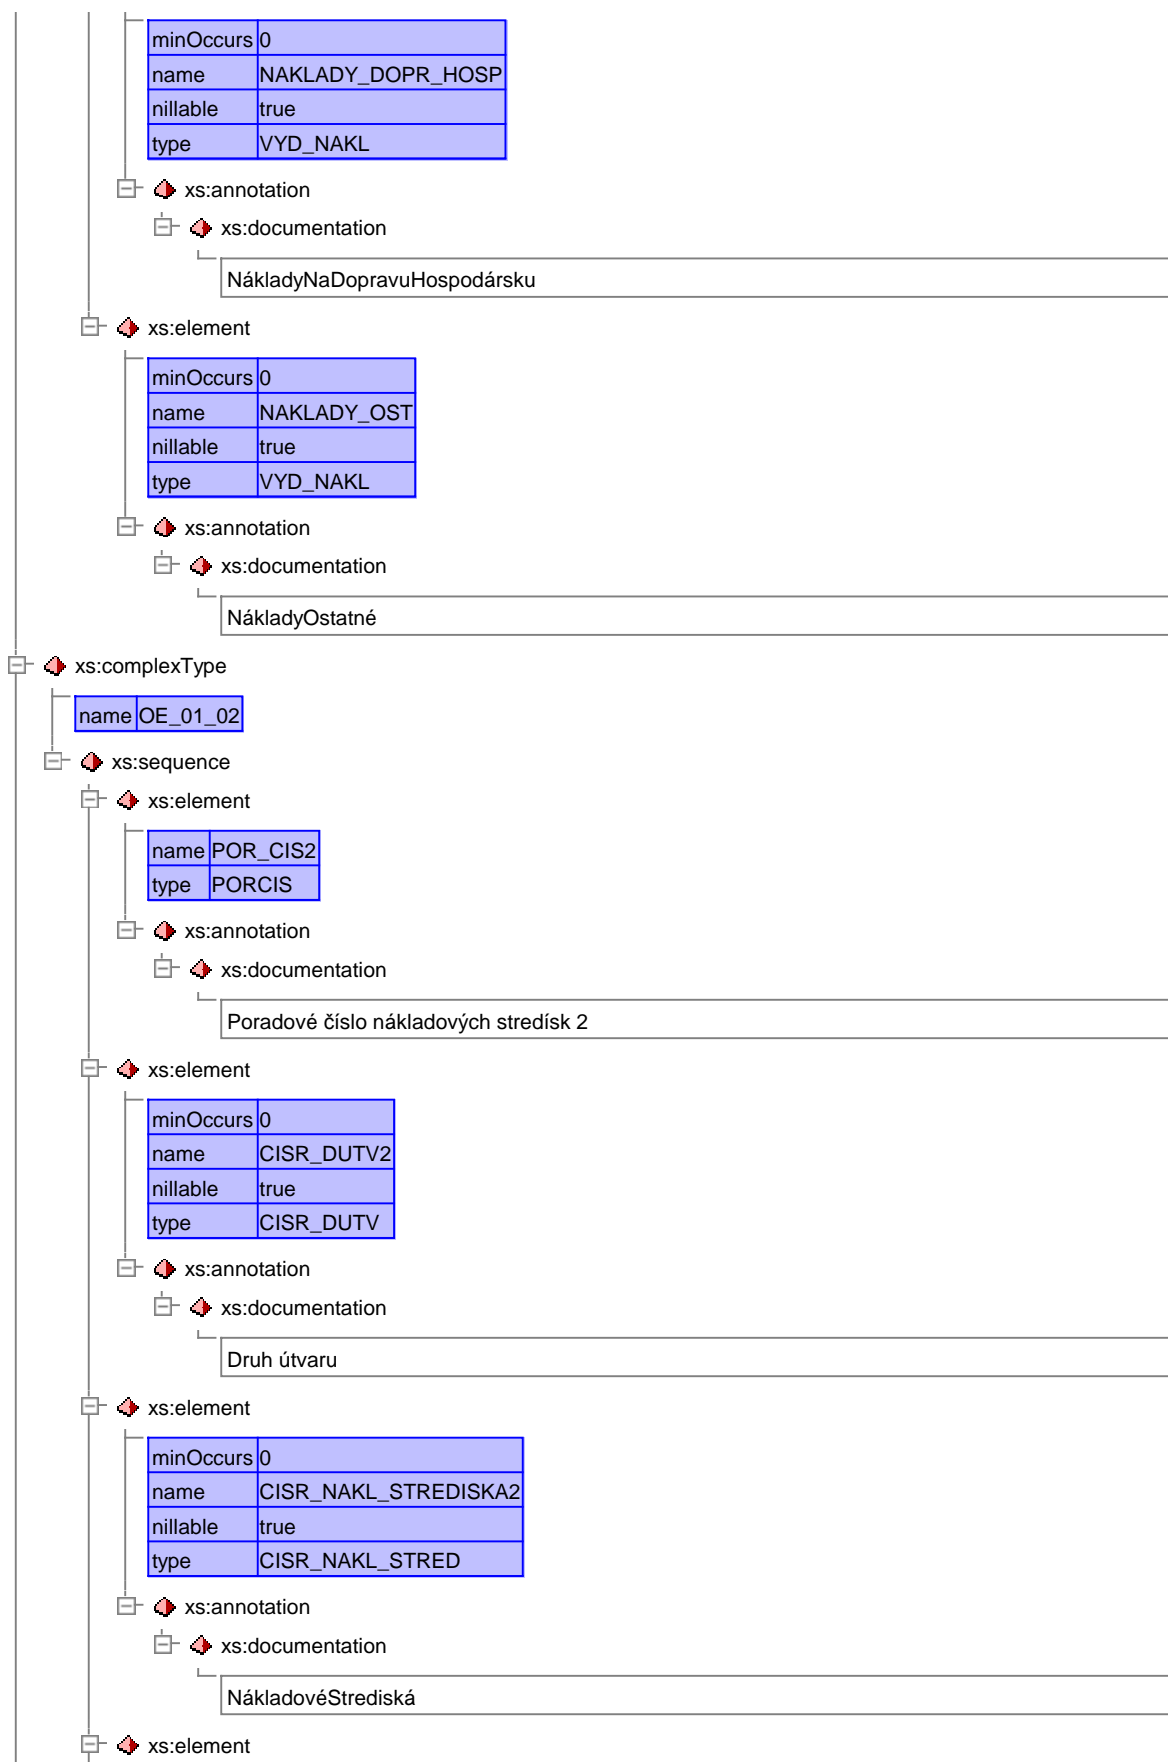 minOccurs 0
name NAKLADY_DOPR_HOSP
nillable true
type VYD_NAKL
xs:annotation
xs:documentation
NákladyNaDopravuHospodársku
xs:element
minOccurs 0
name NAKLADY_OST
nillable true
type VYD_NAKL
xs:annotation
xs:documentation
NákladyOstatné
xs:complexType
name OE_01_02
xs:sequence
xs:element
name POR_CIS2
type PORCIS
xs:annotation
xs:documentation
Poradové číslo nákladových stredísk 2
xs:element
minOccurs 0
name CISR_DUTV2
nillable true
type CISR_DUTV
xs:annotation
xs:documentation
Druh útvaru
xs:element
minOccurs 0
name CISR_NAKL_STREDISKA2
nillable true
type CISR_NAKL_STRED
xs:annotation
xs:documentation
NákladovéStrediská
xs:element